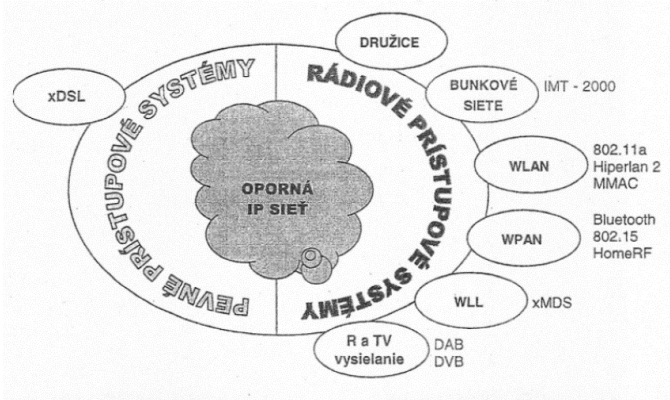 DRUŽICE
BUNKOVÉ
SIETE
IMT - 2000
xDSL
PEVNÉ PRÍSTUPOVÉ SYSTÉMY
RÁDIOVÉ PRÍSTUPOVÉ SYSTÉMY
OPORNÁ
IP SIEŤ
WLAN
802.11a
Hiperlan 2
MMAC
WPAN
Bluetooth
802.15
HomeRF
WLL
xMDS
R a TV
vysielanie
DAB
DVB